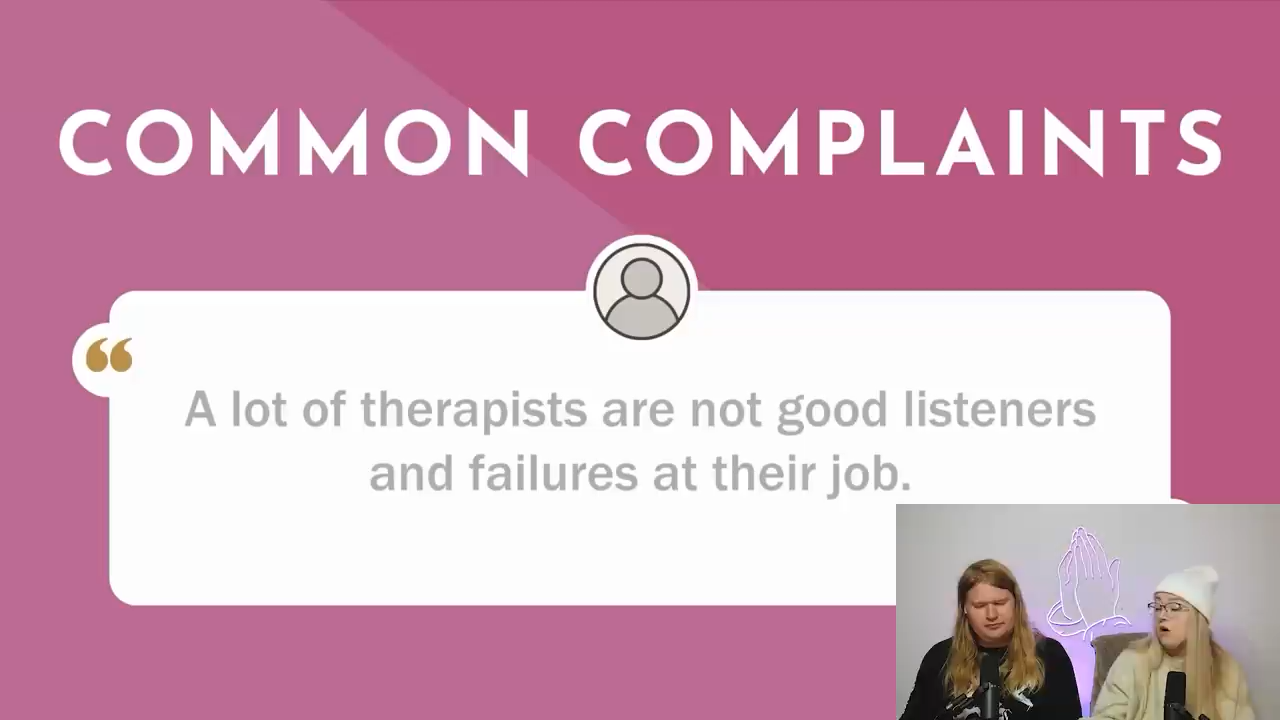 COMMON COMPLAINTS
“
A lot of therapists are not good listeners
and failures at their job.